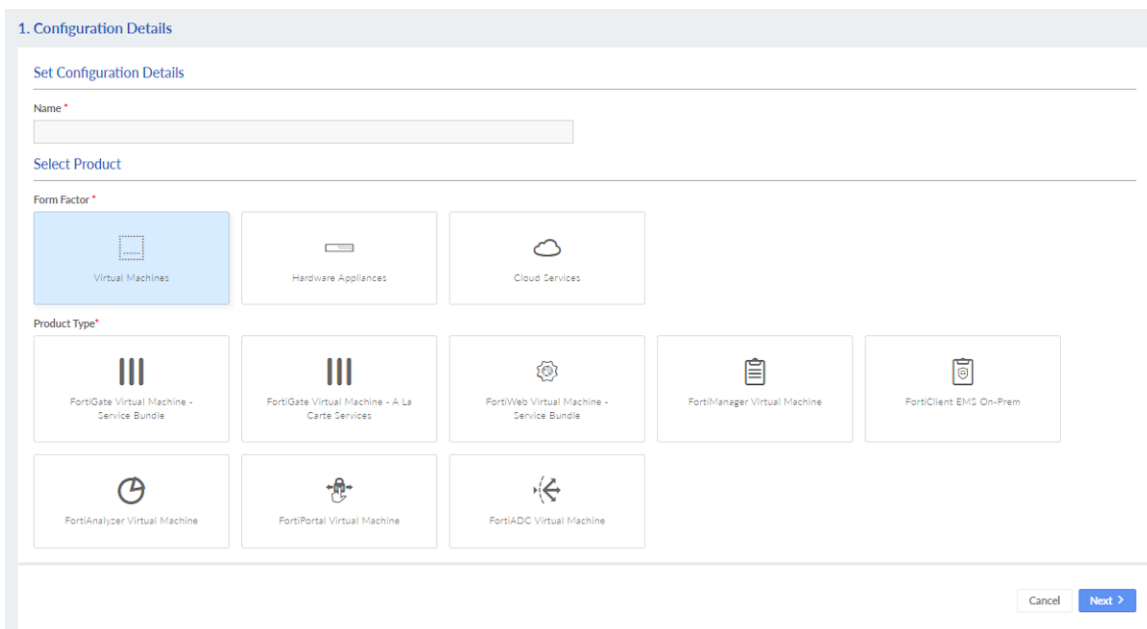 1. Configuration Details
Set Configuration Details
Name *
Select Product
Form Factor *
Virtual Machines
Hardware Appliances
Cloud Services
Product Type*
FortiGate Virtual Machine -
Service Bundle
FortiGate Virtual Machine - A La
Carte Services
FortiWeb Virtual Machine -
Service Bundle
FortiManager Virtual Machine
FortiClient EMS On-Prem
FortiAnalyzer Virtual Machine
FortiPortal Virtual Machine
FortiADC Virtual Machine
Cancel
Next >